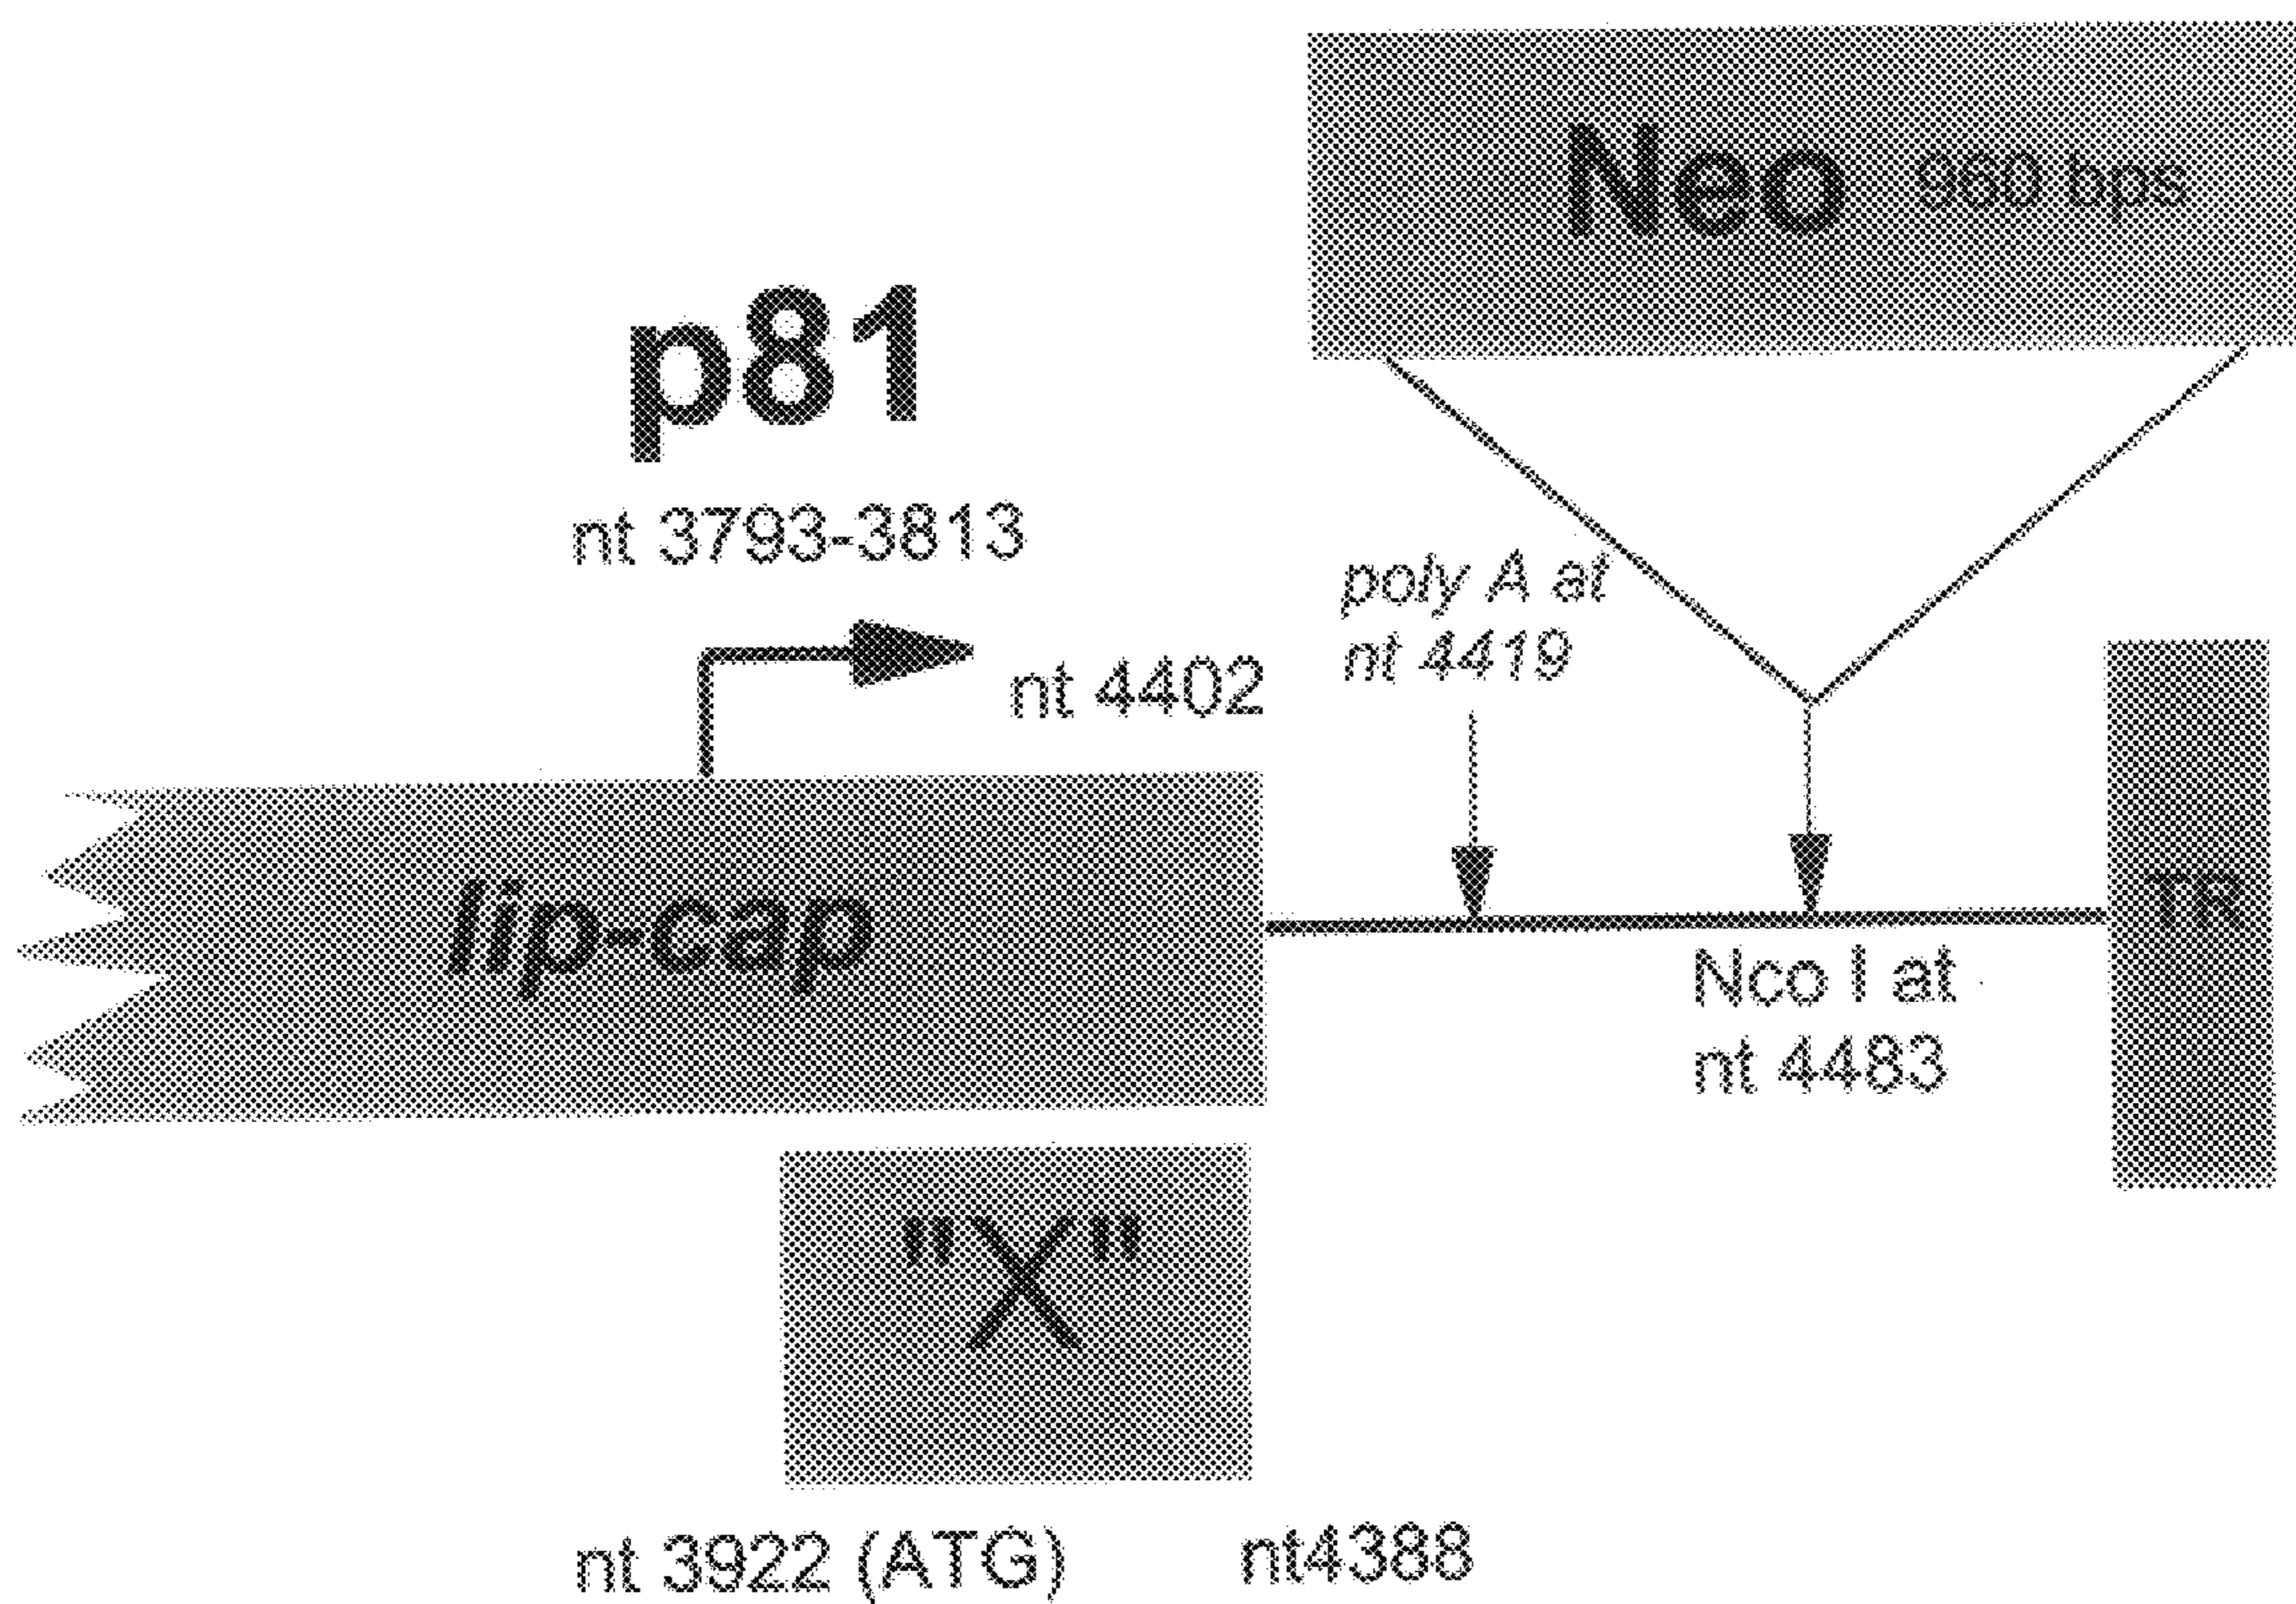 Neo 960 bps
p81
nt 3793-3813
poly A at
nt 4419
nt 4402
lip-cap
TR
Nco I at
nt 4483
"X"
nt 3922 (ATG) nt4388